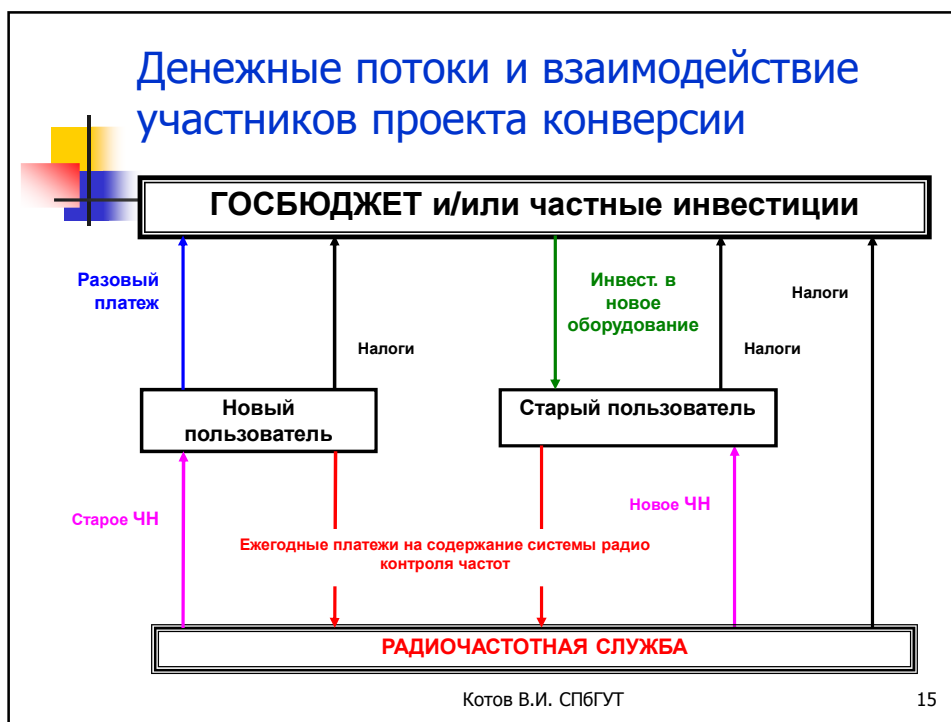 Денежные потоки и взаимодействие
участников проекта конверсии
ГОСБЮДЖЕТ и/или частные инвестиции
Разовый
платеж
Налоги
Инвест. в
новое
оборудование
Налоги
Налоги
Новый
пользователь
Старый пользователь
Старое ЧН
Новое ЧН
Ежегодные платежи на содержание системы радио
контроля частот
РАДИОЧАСТОТНАЯ СЛУЖБА
Котов В.И. СПбГУТ
15